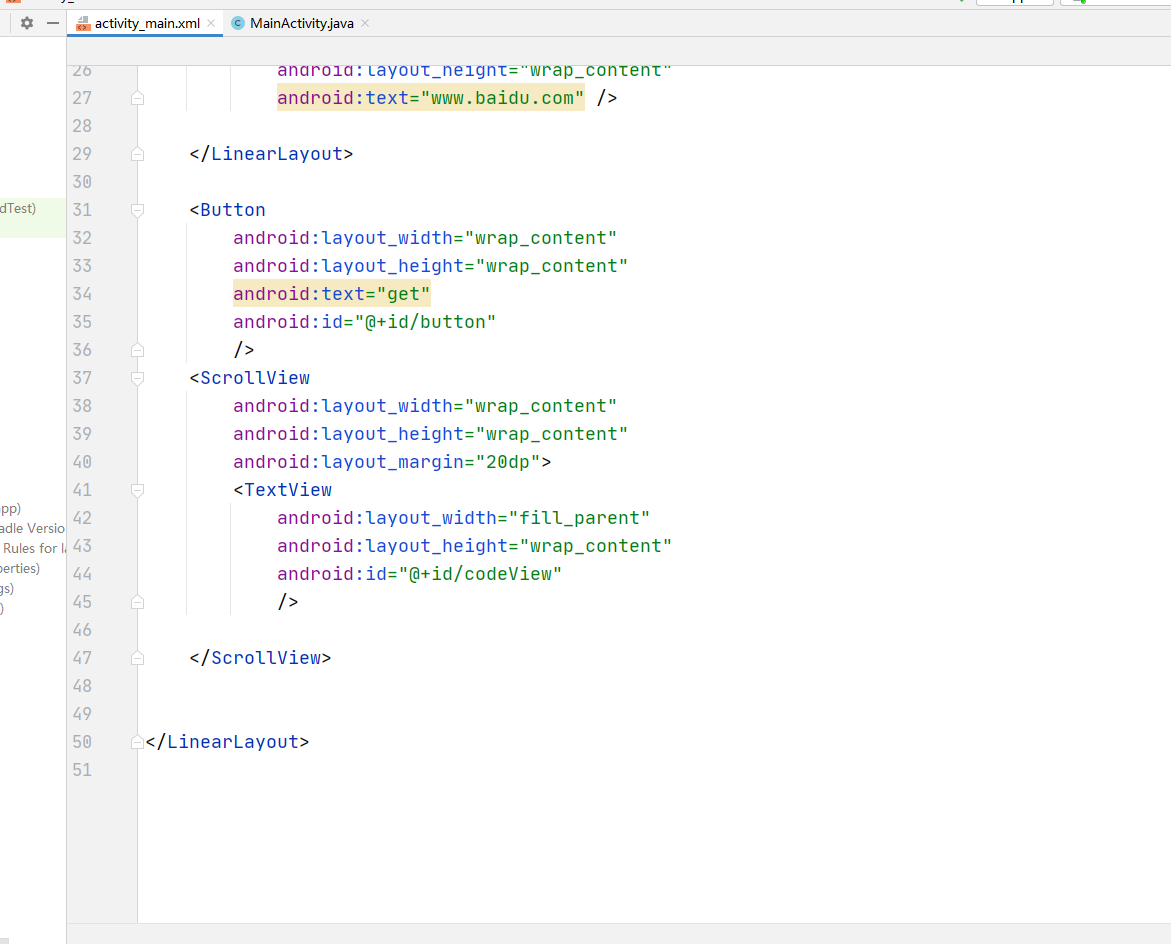 activity_main.xml MainActivity.java
26 android:layout_height="wrap_content"
27 android:text="www.baidu.com" />
28
29 </LinearLayout>
30
dTest) 31 <Button
32 android:layout_width="wrap_content"
33 android:layout_height="wrap_content"
34 android:text="get"
35 android:id="@+id/button"
36 />
37 <ScrollView
38 android:layout_width="wrap_content"
39 android:layout_height="wrap_content"
40 android:layout_margin="20dp">
41 <TextView
pp) 42 android:layout_width="fill_parent"
adle Versio
Rules for 43 android:layout_height="wrap_content"
erties) 44 android:id="@+id/codeView"
gs)
) 45 />
46
47 </ScrollView>
48
49
50 </LinearLayout>
51